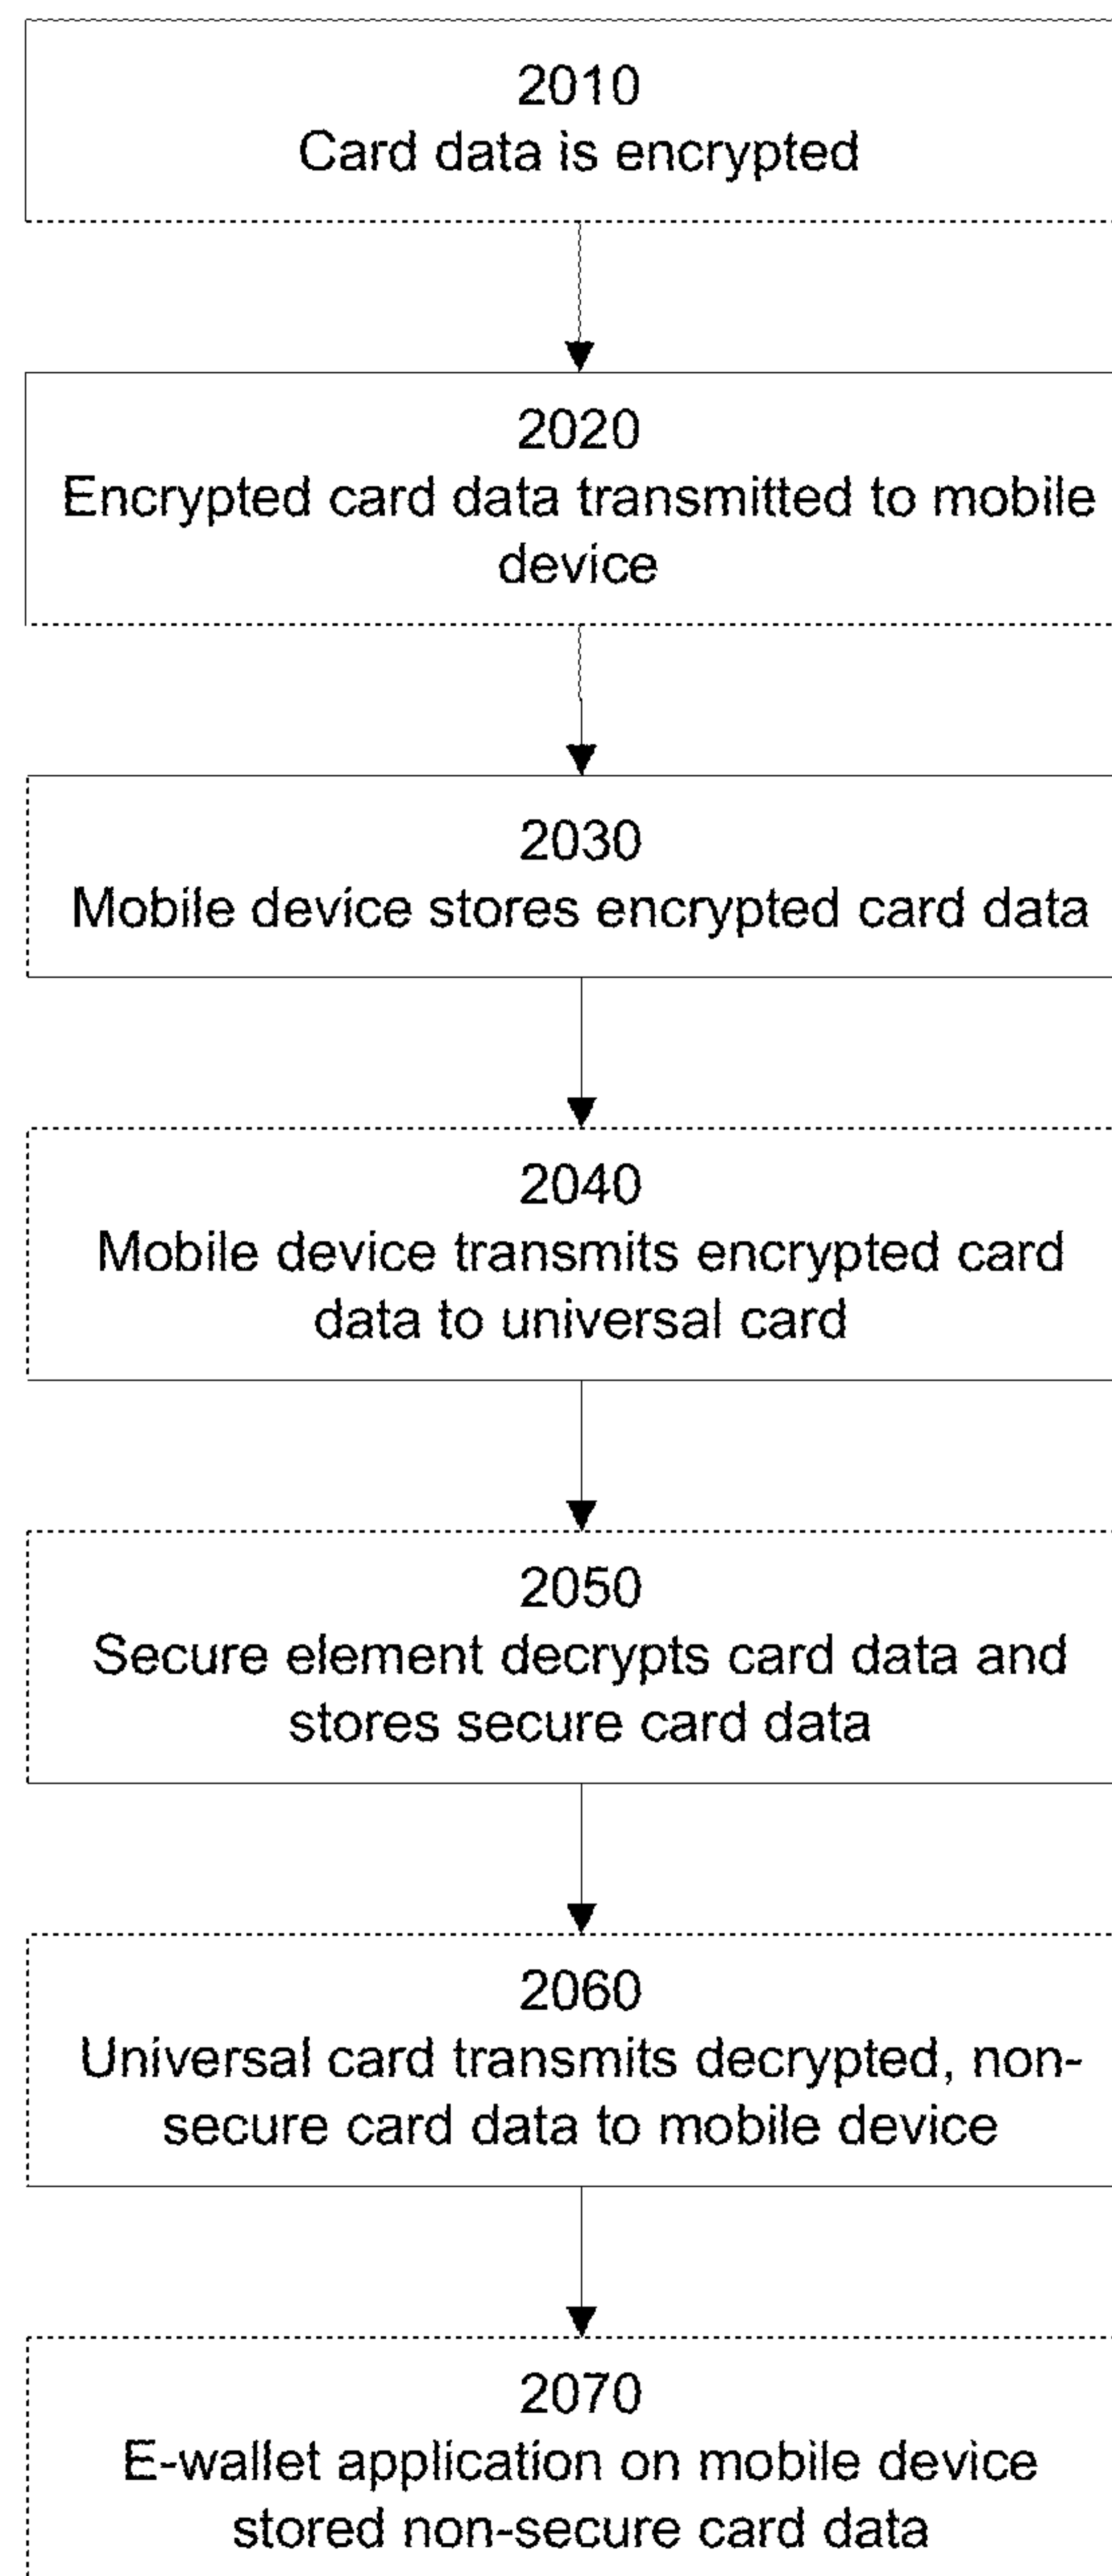 2010
Card data is encrypted
2020
Encrypted card data transmitted to mobile
device
2030
Mobile device stores encrypted card data
2040
Mobile device transmits encrypted card
data to universal card
2050
Secure element decrypts card data and
stores secure card data
2060
Universal card transmits decrypted, non-
secure card data to mobile device
2070
E-wallet application on mobile device
stored non-secure card data